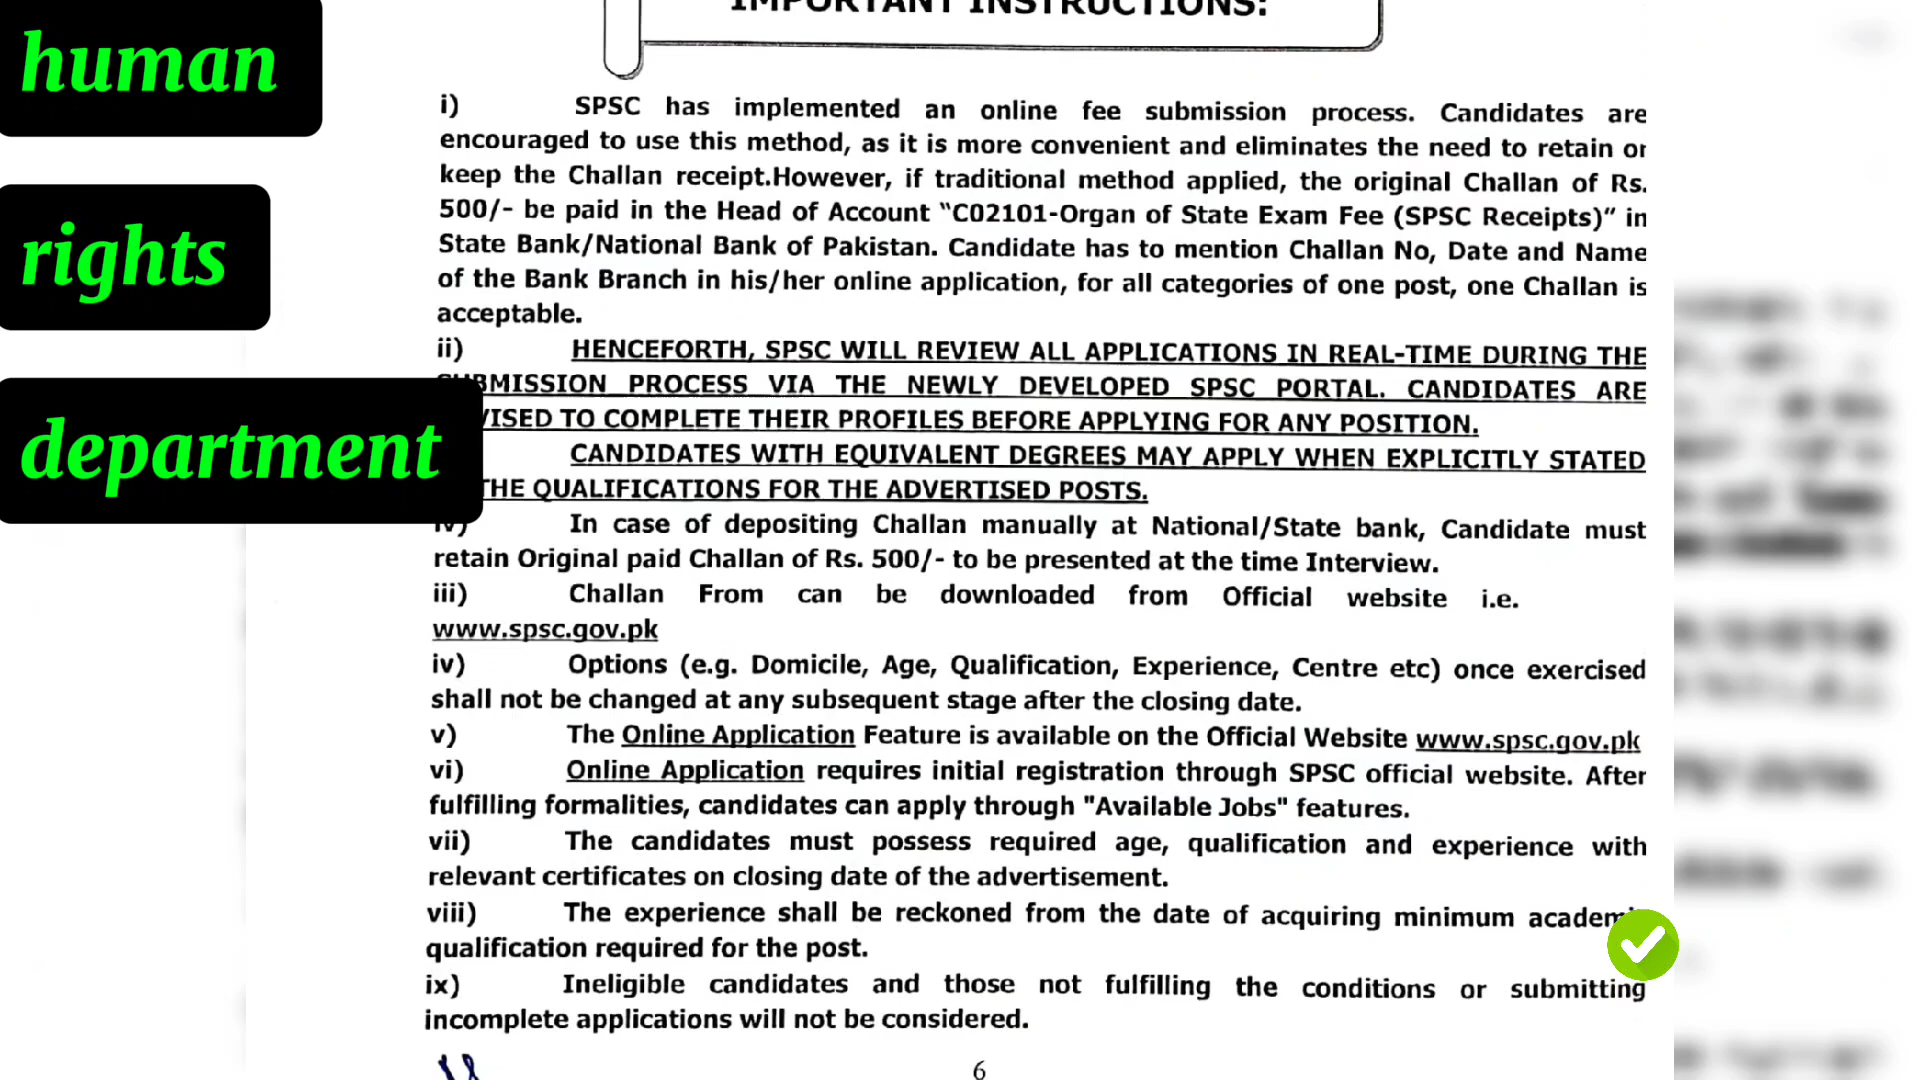 human
rights
department
IMPORTANT INSTRUCTIONS:
i) SPSC has implemented an online fee submission process. Candidates are
encouraged to use this method, as it is more convenient and eliminates the need to retain or
keep the Challan receipt.However, if traditional method applied, the original Challan of Rs.
500/- be paid in the Head of Account “C02101-Organ of State Exam Fee (SPSC Receipts)” in
State Bank/National Bank of Pakistan. Candidate has to mention Challan No, Date and Name
of the Bank Branch in his/her online application, for all categories of one post, one Challan is
acceptable.
ii) HENCEFORTH, SPSC WILL REVIEW ALL APPLICATIONS IN REAL-TIME DURING THE
SUBMISSION PROCESS VIA THE NEWLY DEVELOPED SPSC PORTAL. CANDIDATES ARE
VISED TO COMPLETE THEIR PROFILES BEFORE APPLYING FOR ANY POSITION.
CANDIDATES WITH EQUIVALENT DEGREES MAY APPLY WHEN EXPLICITLY STATED
THE QUALIFICATIONS FOR THE ADVERTISED POSTS.
iv) In case of depositing Challan manually at National/State bank, Candidate must
retain Original paid Challan of Rs. 500/- to be presented at the time Interview.
iii) Challan From can be downloaded from Official website i.e.
www.spsc.gov.pk
iv) Options (e.g. Domicile, Age, Qualification, Experience, Centre etc) once exercised
shall not be changed at any subsequent stage after the closing date.
v) The Online Application Feature is available on the Official Website www.spsc.gov.pk
vi) Online Application requires initial registration through SPSC official website. After
fulfilling formalities, candidates can apply through "Available Jobs" features.
vii) The candidates must possess required age, qualification and experience with
relevant certificates on closing date of the advertisement.
viii) The experience shall be reckoned from the date of acquiring minimum academic
qualification required for the post.
ix) Ineligible candidates and those not fulfilling the conditions or submitting
incomplete applications will not be considered.
6